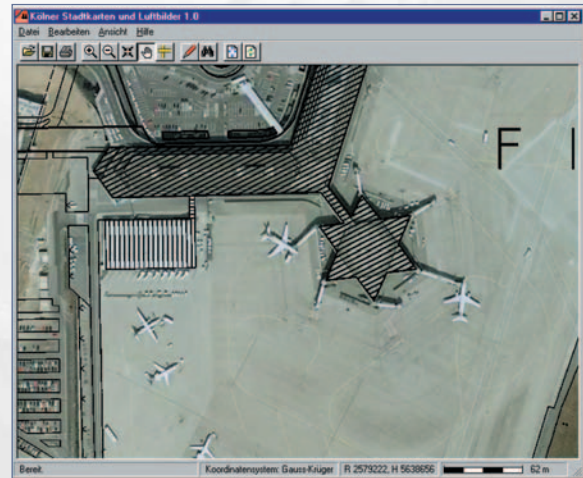 Kölner Stadtkarten und Luftbilder 1.0
Datei Bearbeiten Ansicht Hilfe
F I
Bereit. Koordinatensystem: Gauss-Krüger R 2579222, H 5638656 62 m